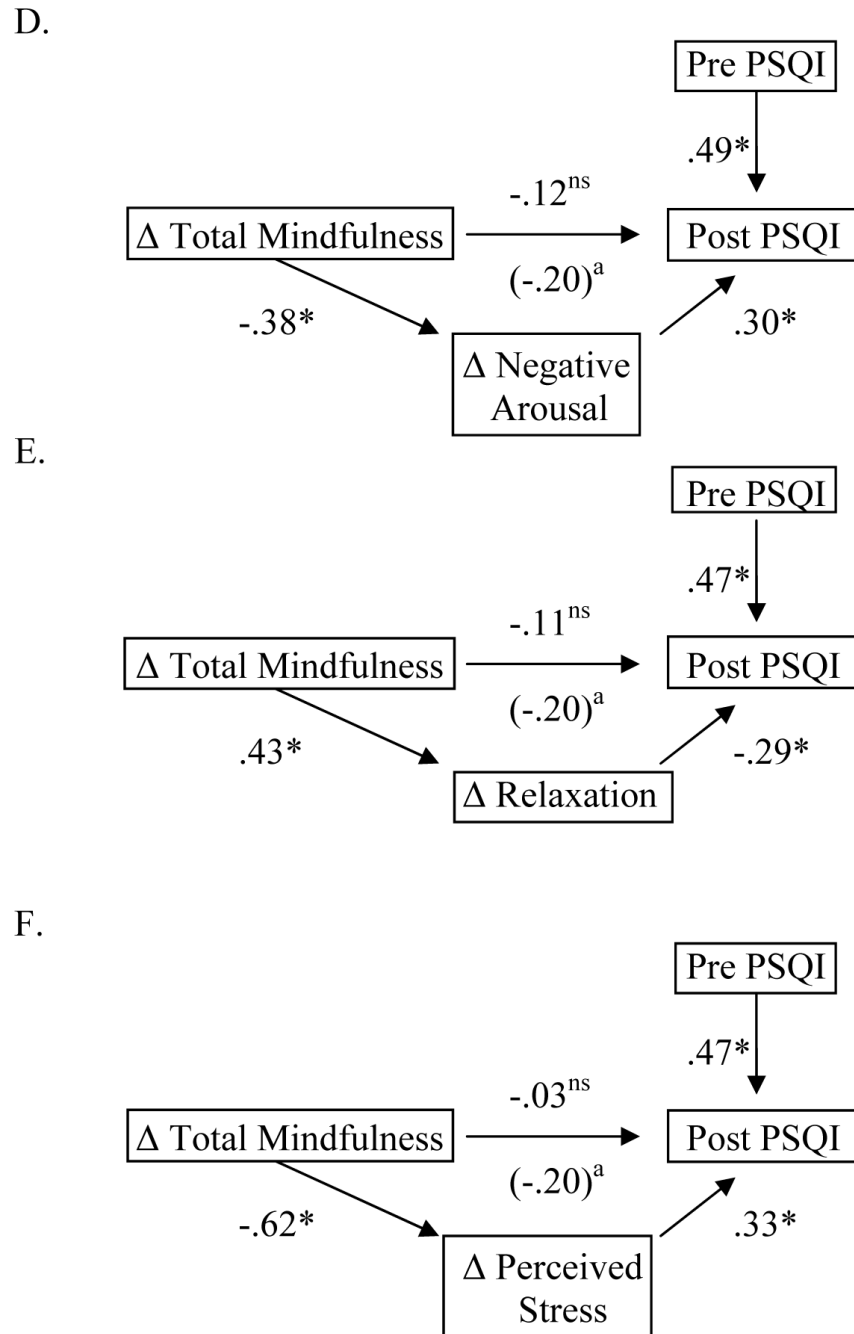 D.
Pre PSQI
.49*
-.12ns
Δ Total Mindfulness
Post PSQI
(-.20)a
-.38*
.30*
Δ Negative
Arousal
E.
Pre PSQI
.47*
-.11ns
Δ Total Mindfulness
Post PSQI
(-.20)a
.43*
-.29*
Δ Relaxation
F.
Pre PSQI
.47*
-.03ns
Δ Total Mindfulness
Post PSQI
(-.20)a
-.62*
.33*
Δ Perceived
Stress